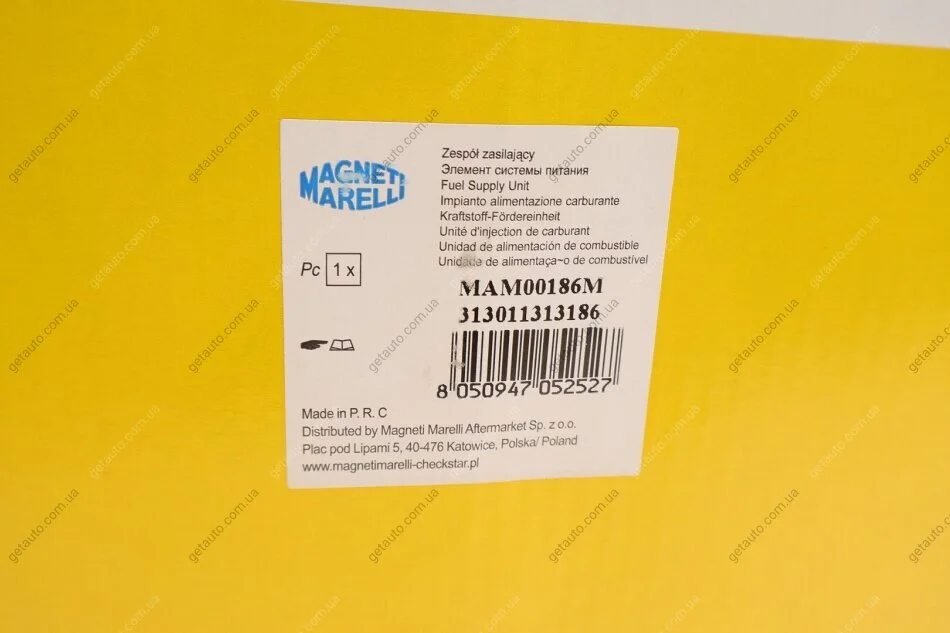 MAGNETI
MARELLI
Zespół zasilający
Элемент системы питания
Fuel Supply Unit
Impianto alimentazione carburante
Kraftstoff-Fördereinheit
Unité d'injection de carburant
Unidad de alimentación de combustible
Unidade de alimentaça~o de combustível
Pc 1 x
MAM00186M
313011313186
8 050947 052527
Made in P. R. C
Distributed by Magneti Marelli Aftermarket Sp. z o.o.
Plac pod Lipami 5, 40-476 Katowice, Polska/ Poland
www.magnetimarelli-checkstar.pl
getauto.com.ua